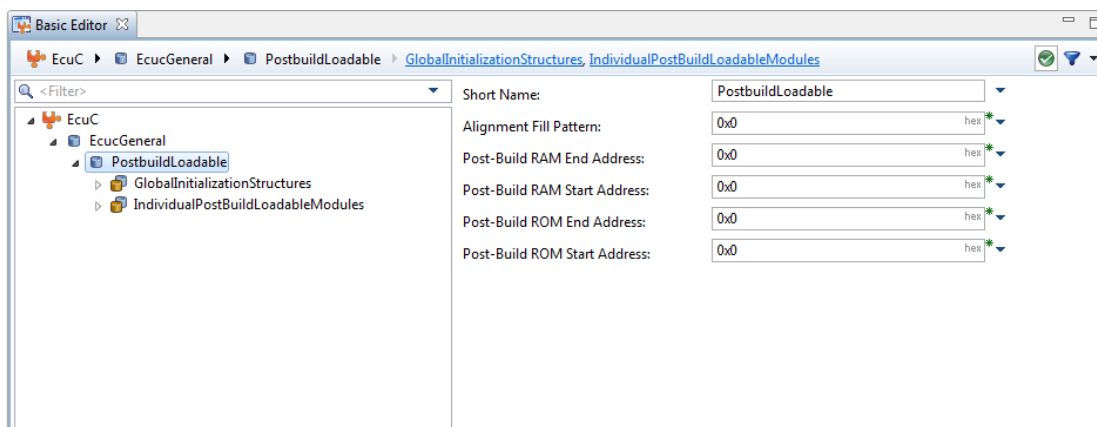 Basic Editor
EcuC EcucGeneral PostbuildLoadable GlobalInitializationStructures, IndividualPostBuildLoadableModules
<Filter>
EcuC
EcucGeneral
PostbuildLoadable
GlobalInitializationStructures
IndividualPostBuildLoadableModules
Short Name: PostbuildLoadable
Alignment Fill Pattern: 0x0 hex
Post-Build RAM End Address: 0x0 hex
Post-Build RAM Start Address: 0x0 hex
Post-Build ROM End Address: 0x0 hex
Post-Build ROM Start Address: 0x0 hex